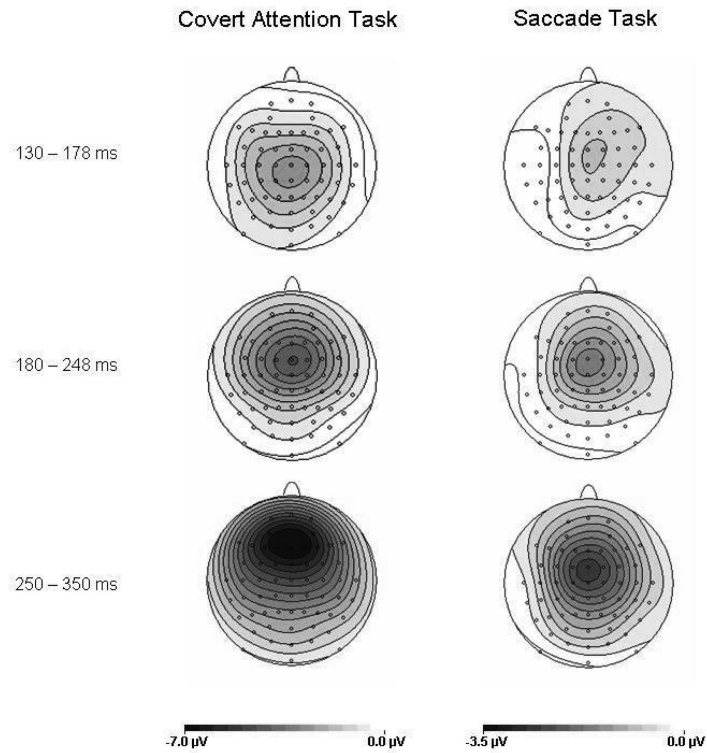 Covert Attention Task Saccade Task
130 – 178 ms
180 – 248 ms
250 – 350 ms
-7.0 µV 0.0 µV -3.5 µV 0.0 µV